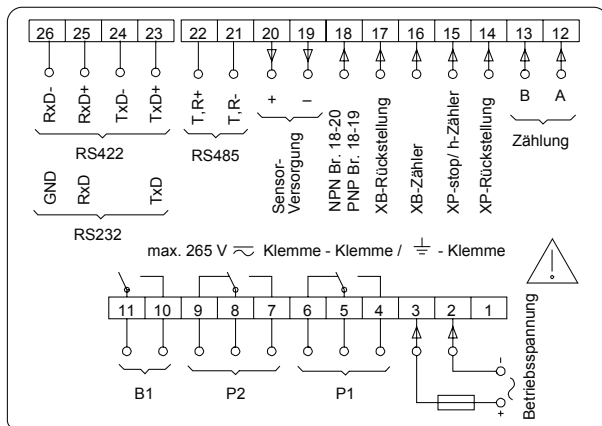 26 25 24 23 22 21 20 19 18 17 16 15 14 13 12
RxD- RxD+ TxD- TxD+ T,R+ T,R- + – NPN Br. 18-20 PNP Br. 18-19 XB-Rückstellung XB-Zähler XP-stop/ h-Zähler XP-Rückstellung B A
RS422 RS485 Sensor-Versorgung Zählung
GND RxD TxD
RS232
max. 265 V Klemme - Klemme / - Klemme
!
11 10 9 8 7 6 5 4 3 2 1
B1 P2 P1
- +
Betriebsspannung